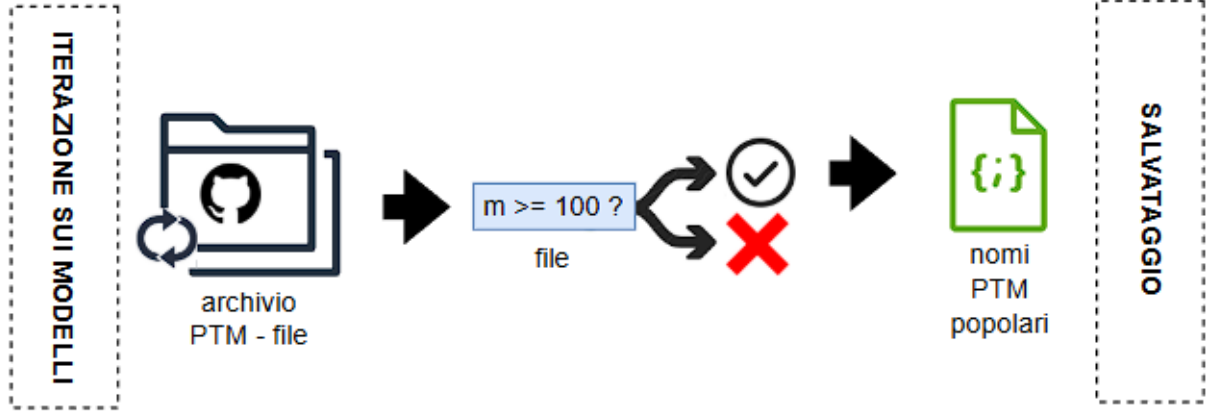 ITERAZIONE SUI MODELLI
archivio
PTM - file
m >= 100 ?
file
{;}
nomi
PTM
popolari
SALVATAGGIO